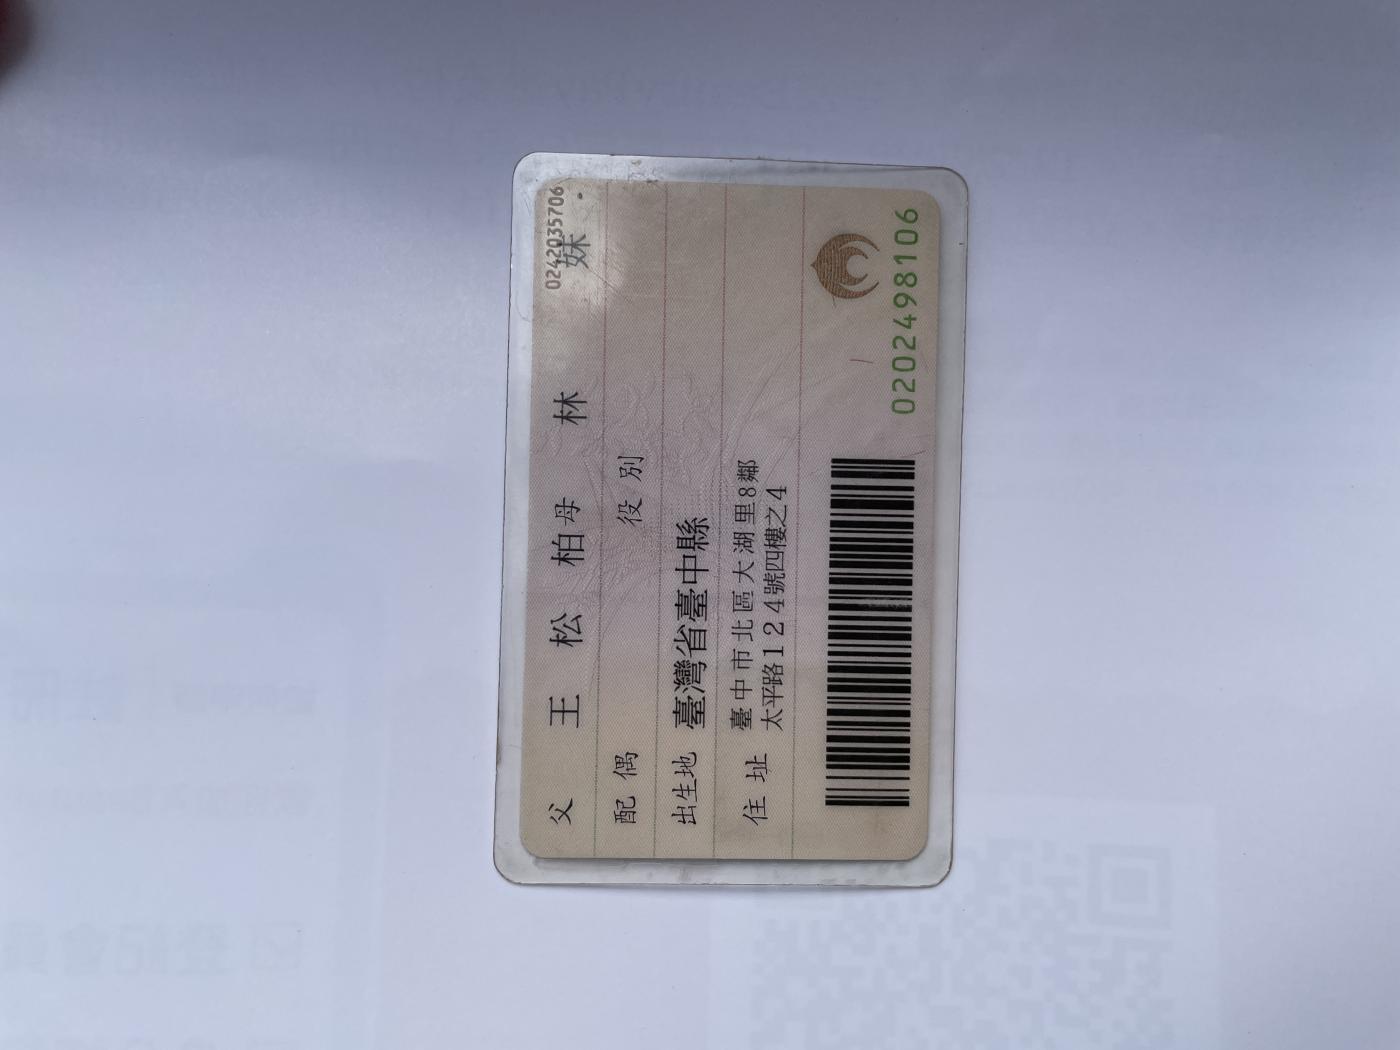 0242035706
父 王松柏 母 林 妹
配偶 役別
出生地 臺灣省臺中縣
住址 臺中市北區大湖里8鄰
太平路124號四樓之4
0202498106